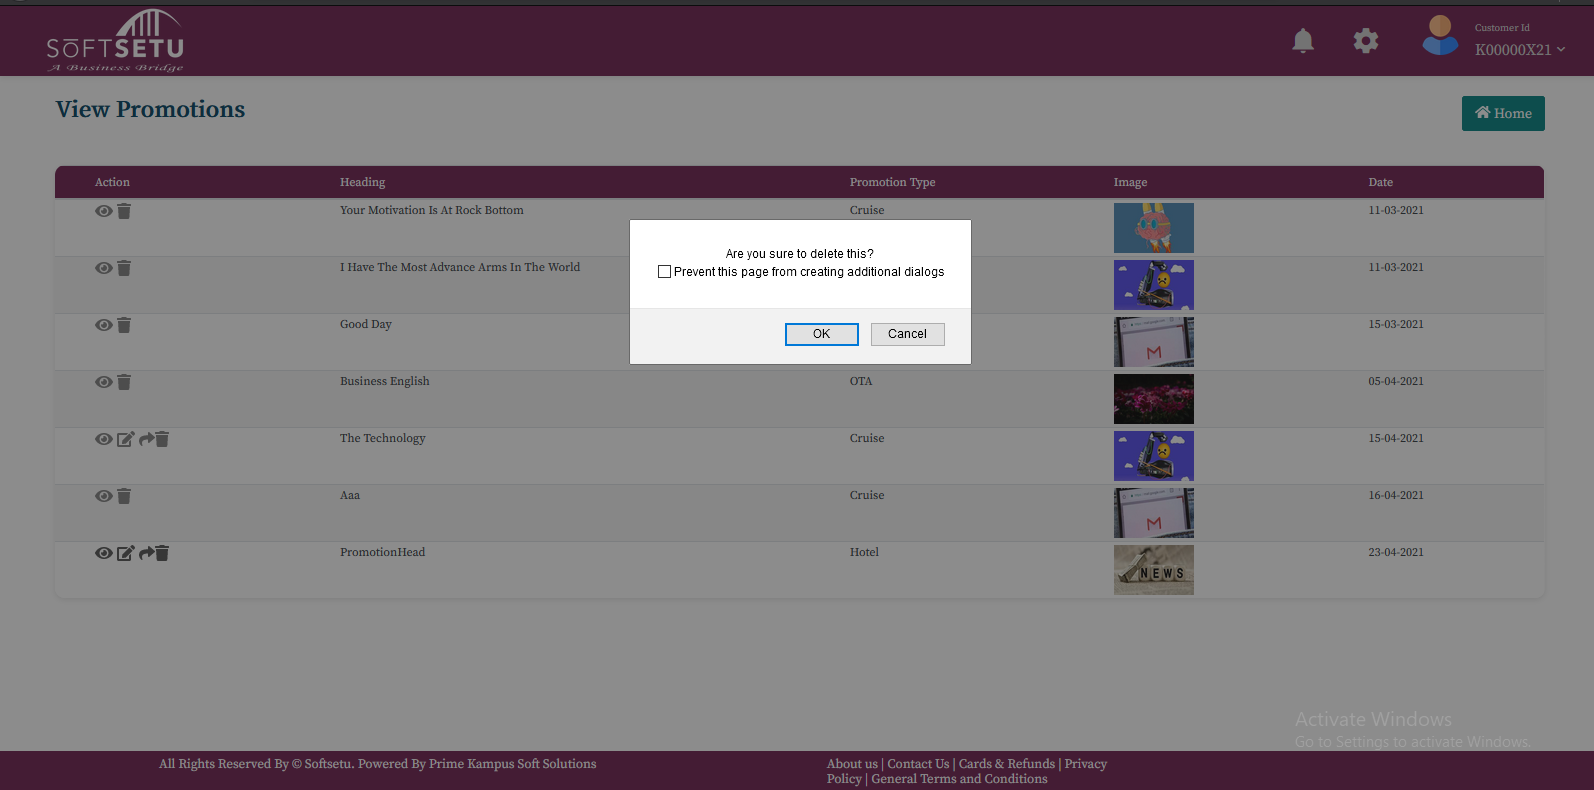 SOFTSETU
A Business Bridge
Customer Id
K00000X21
View Promotions
Home
Action Heading Promotion Type Image Date
Your Motivation Is At Rock Bottom Cruise 11-03-2021
Are you sure to delete this?
Prevent this page from creating additional dialogs
I Have The Most Advance Arms In The World 11-03-2021
Good Day 15-03-2021
OK Cancel
M
Business English OTA 05-04-2021
The Technology Cruise 15-04-2021
Aaa Cruise 16-04-2021
M
PromotionHead Hotel 23-04-2021
NEWS
Activate Windows
Go to Settings to activate Windows.
All Rights Reserved By © Softsetu. Powered By Prime Kampus Soft Solutions
About us | Contact Us | Cards & Refunds | Privacy
Policy | General Terms and Conditions